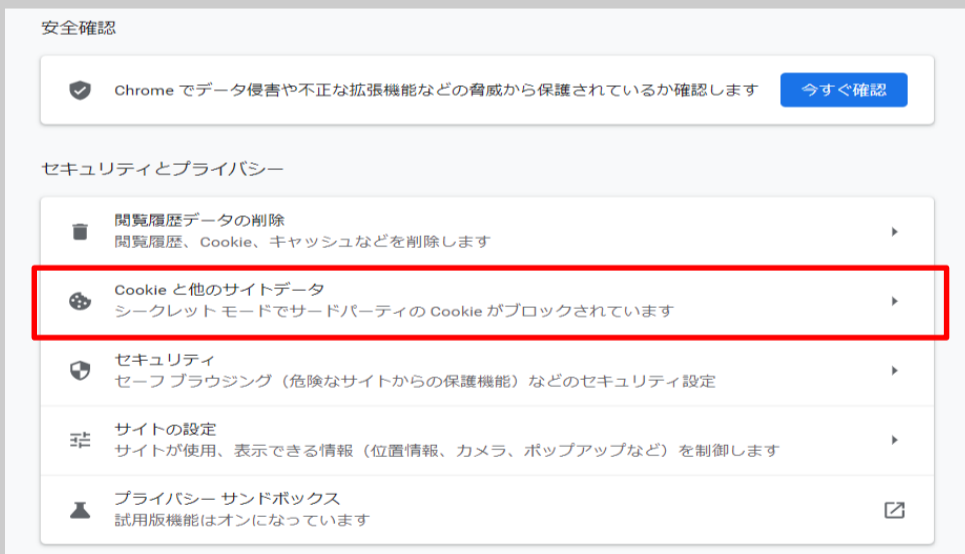 安全確認
Chrome でデータ侵害や不正な拡張機能などの脅威から保護されているか確認します
今すぐ確認
セキュリティとプライバシー
閲覧履歴データの削除
閲覧履歴、Cookie、キャッシュなどを削除します
Cookie と他のサイトデータ
シークレット モードでサードパーティの Cookie がブロックされています
セキュリティ
セーフ ブラウジング（危険なサイトからの保護機能）などのセキュリティ設定
サイトの設定
サイトが使用、表示できる情報（位置情報、カメラ、ポップアップなど）を制御します
プライバシー サンドボックス
試用版機能はオンになっています